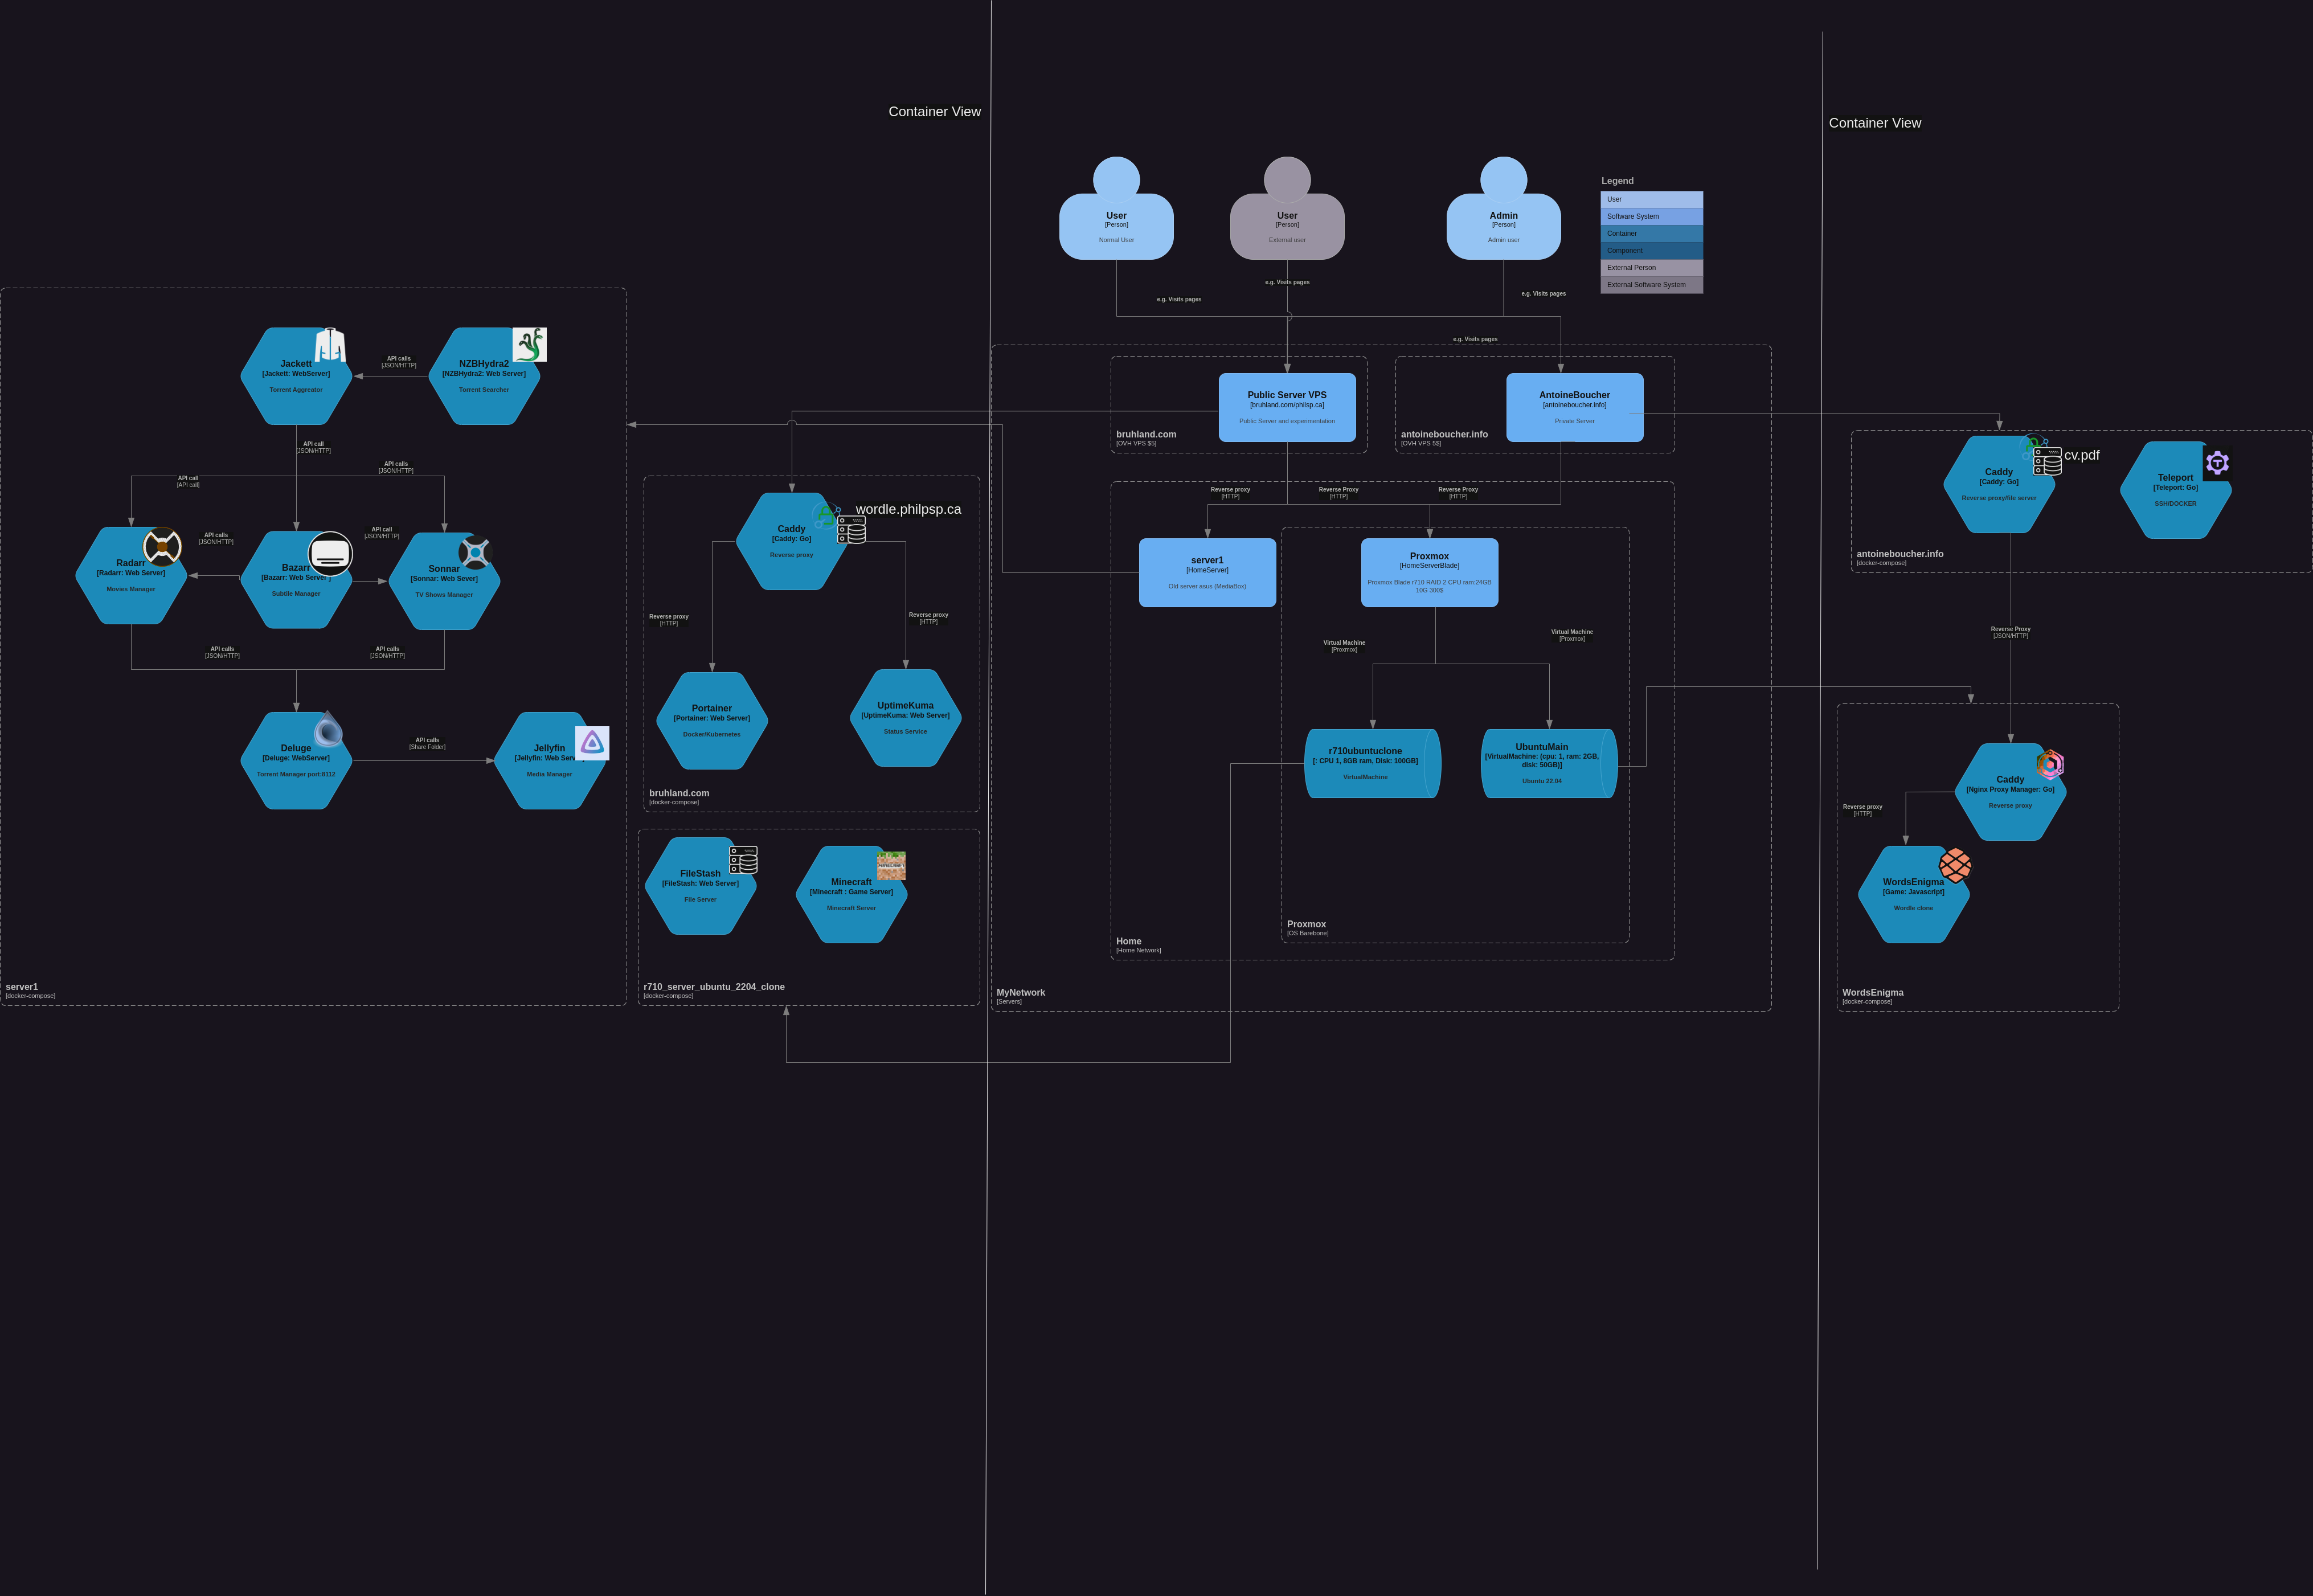 Container View
Container View
User
[Person]
Normal User
User
[Person]
External user
Admin
[Person]
Admin user
Legend
User
Software System
Container
Component
External Person
External Software System
e.g. Visits pages
e.g. Visits pages
e.g. Visits pages
e.g. Visits pages
Public Server VPS
[bruhland.com/philsp.ca]
Public Server and experimentation
bruhland.com
[OVH VPS $5]
AntoineBoucher
[antoineboucher.info]
Private Server
antoineboucher.info
[OVH VPS 5$]
Reverse proxy
[HTTP]
Reverse Proxy
[HTTP]
Reverse Proxy
[HTTP]
server1
[HomeServer]
Old server asus (MediaBox)
Proxmox
[HomeServerBlade]
Proxmox Blade r710 RAID 2 CPU ram:24GB
10G 300$
Virtual Machine
[Proxmox]
Virtual Machine
[Proxmox]
r710ubuntuclone
[: CPU 1, 8GB ram, Disk: 100GB]
VirtualMachine
UbuntuMain
[VirtualMachine: (cpu: 1, ram: 2GB,
disk: 50GB)]
Ubuntu 22.04
Proxmox
[OS Barebone]
Home
[Home Network]
MyNetwork
[Servers]
Jackett
[Jackett: WebServer]
Torrent Aggreator
API calls
[JSON/HTTP]
NZBHydra2
[NZBHydra2: Web Server]
Torrent Searcher
API call
[JSON/HTTP]
API call
[API call]
API calls
[JSON/HTTP]
Radarr
[Radarr: Web Server]
Movies Manager
API calls
[JSON/HTTP]
Bazarr
[Bazarr: Web Server]
Subtile Manager
API call
[JSON/HTTP]
Sonnar
[Sonnar: Web Sever]
TV Shows Manager
API calls
[JSON/HTTP]
API calls
[JSON/HTTP]
Deluge
[Deluge: WebServer]
Torrent Manager port:8112
API calls
[Share Folder]
Jellyfin
[Jellyfin: Web
Media Manager
server1
[docker-compose]
wordle.philpsp.ca
Caddy
[Caddy: Go]
Reverse proxy
Reverse proxy
[HTTP]
Reverse proxy
[HTTP]
Portainer
[Portainer: Web Server]
Docker/Kubernetes
UptimeKuma
[UptimeKuma: Web Server]
Status Service
bruhland.com
[docker-compose]
FileStash
[FileStash: Web Server]
File Server
Minecraft
[Minecraft : Game Server]
Minecraft Server
r710_server_ubuntu_2204_clone
[docker-compose]
cv.pdf
Caddy
[Caddy: Go]
Reverse proxy/file server
Teleport
[Teleport: Go]
SSH/DOCKER
antoineboucher.info
[docker-compose]
Reverse Proxy
[JSON/HTTP]
Caddy
[Nginx Proxy Manager: Go]
Reverse proxy
Reverse proxy
[HTTP]
WordsEnigma
[Game: Javascript]
Wordle clone
WordsEnigma
[docker-compose]